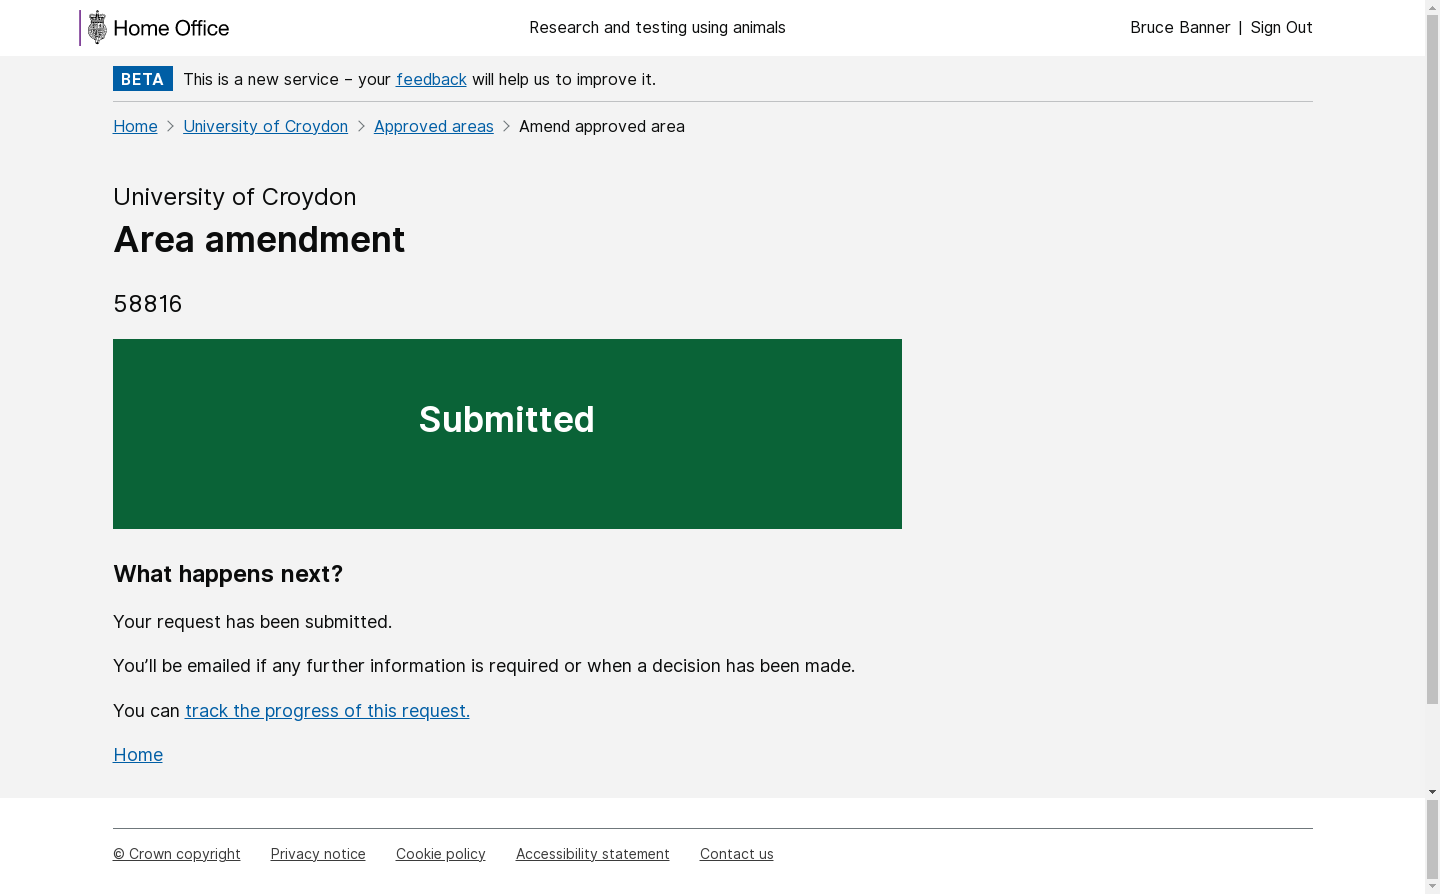 Home Office
Research and testing using animals
Bruce Banner | Sign Out
BETA This is a new service – your feedback will help us to improve it.
Home > University of Croydon > Approved areas > Amend approved area
University of Croydon
Area amendment
58816
Submitted
What happens next?
Your request has been submitted.
You’ll be emailed if any further information is required or when a decision has been made.
You can track the progress of this request.
Home
© Crown copyright Privacy notice Cookie policy Accessibility statement Contact us